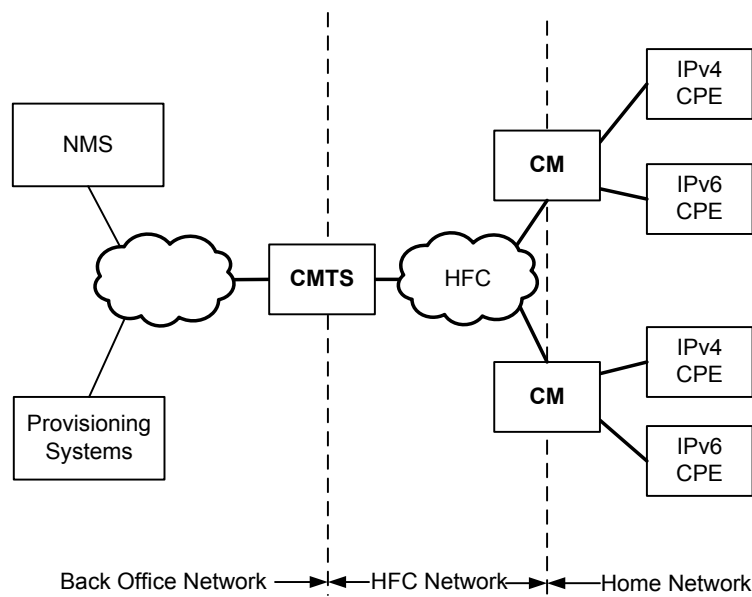 IPv4
CPE
NMS
CM
IPv6
CPE
CMTS
HFC
IPv4
CPE
CM
Provisioning
Systems
IPv6
CPE
Back Office Network
HFC Network
Home Network